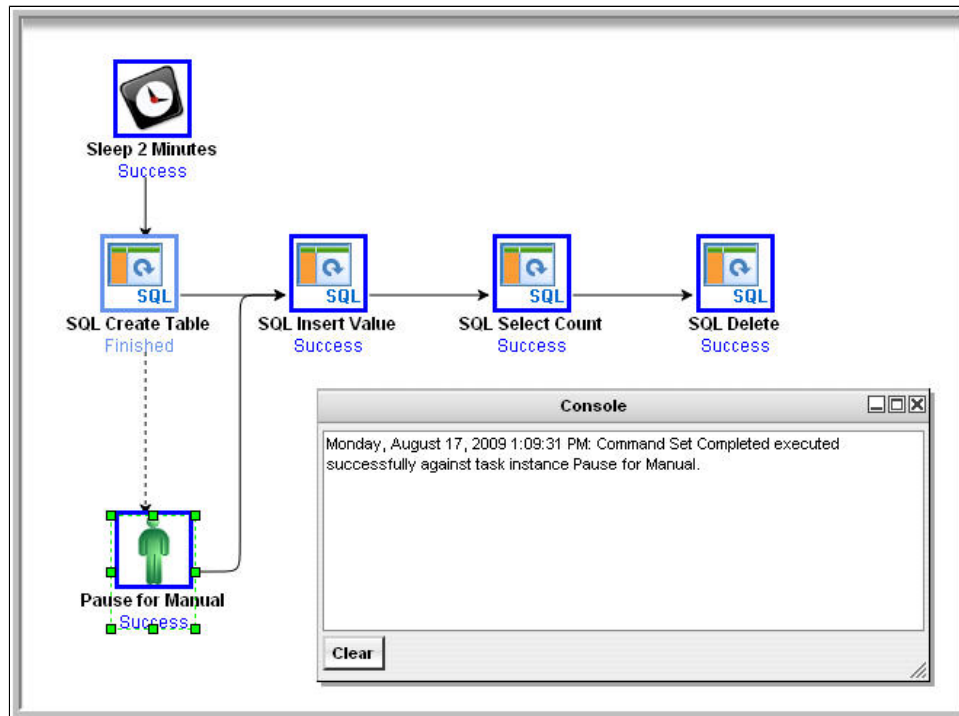 Sleep 2 Minutes
Success
SQL
SQL
SQL
SQL
SQL Create Table
SQL Insert Value
SQL Select Count
SQL Delete
Finished
Success
Success
Success
Console
Monday, August 17, 2009 1:09:31 PM: Command Set Completed executed
successfully against task instance Pause for Manual.
Pause for Manual
Success
Clear